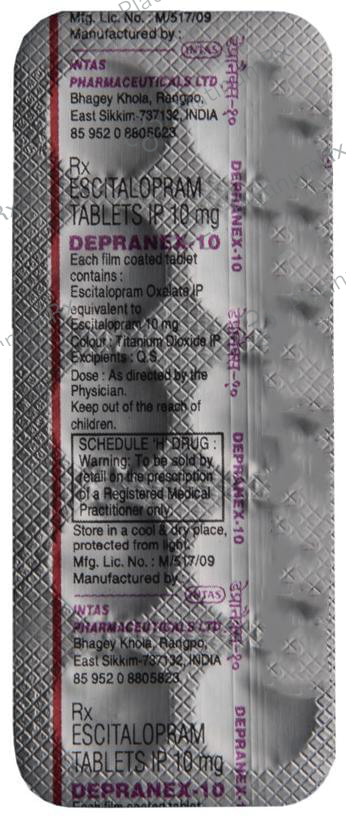 Mfg. Lic. No. : M/517/09
Manufactured by :
INTAS
INTAS
PHARMACEUTICALS LTD
Bhagey Khola, Rangpo,
East Sikkim-737132, INDIA
85 952 0 8805823
Rx
ESCITALOPRAM
TABLETS IP 10 mg
DEPRANEX-10
Each film coated tablet
contains :
Escitalopram Oxalate IP
equivalent to
Escitalopram 10 mg
Colour : Titanium Dioxide IP
Excipients : Q.S.
Dose : As directed by the
Physician.
Keep out of the reach of
children.
SCHEDULE 'H' DRUG :
Warning: To be sold by
retail on the prescription
of a Registered Medical
Practitioner only.
Store in a cool & dry place,
protected from light.
Mfg. Lic. No. : M/517/09
Manufactured by :
INTAS
INTAS
PHARMACEUTICALS LTD
Bhagey Khola, Rangpo,
East Sikkim-737132, INDIA
85 952 0 8805823
Rx
ESCITALOPRAM
TABLETS IP 10 mg
DEPRANEX-10
Each film coated tablet
DEPRANEX-10
DEPRANEX-10
DEPRANEX-1